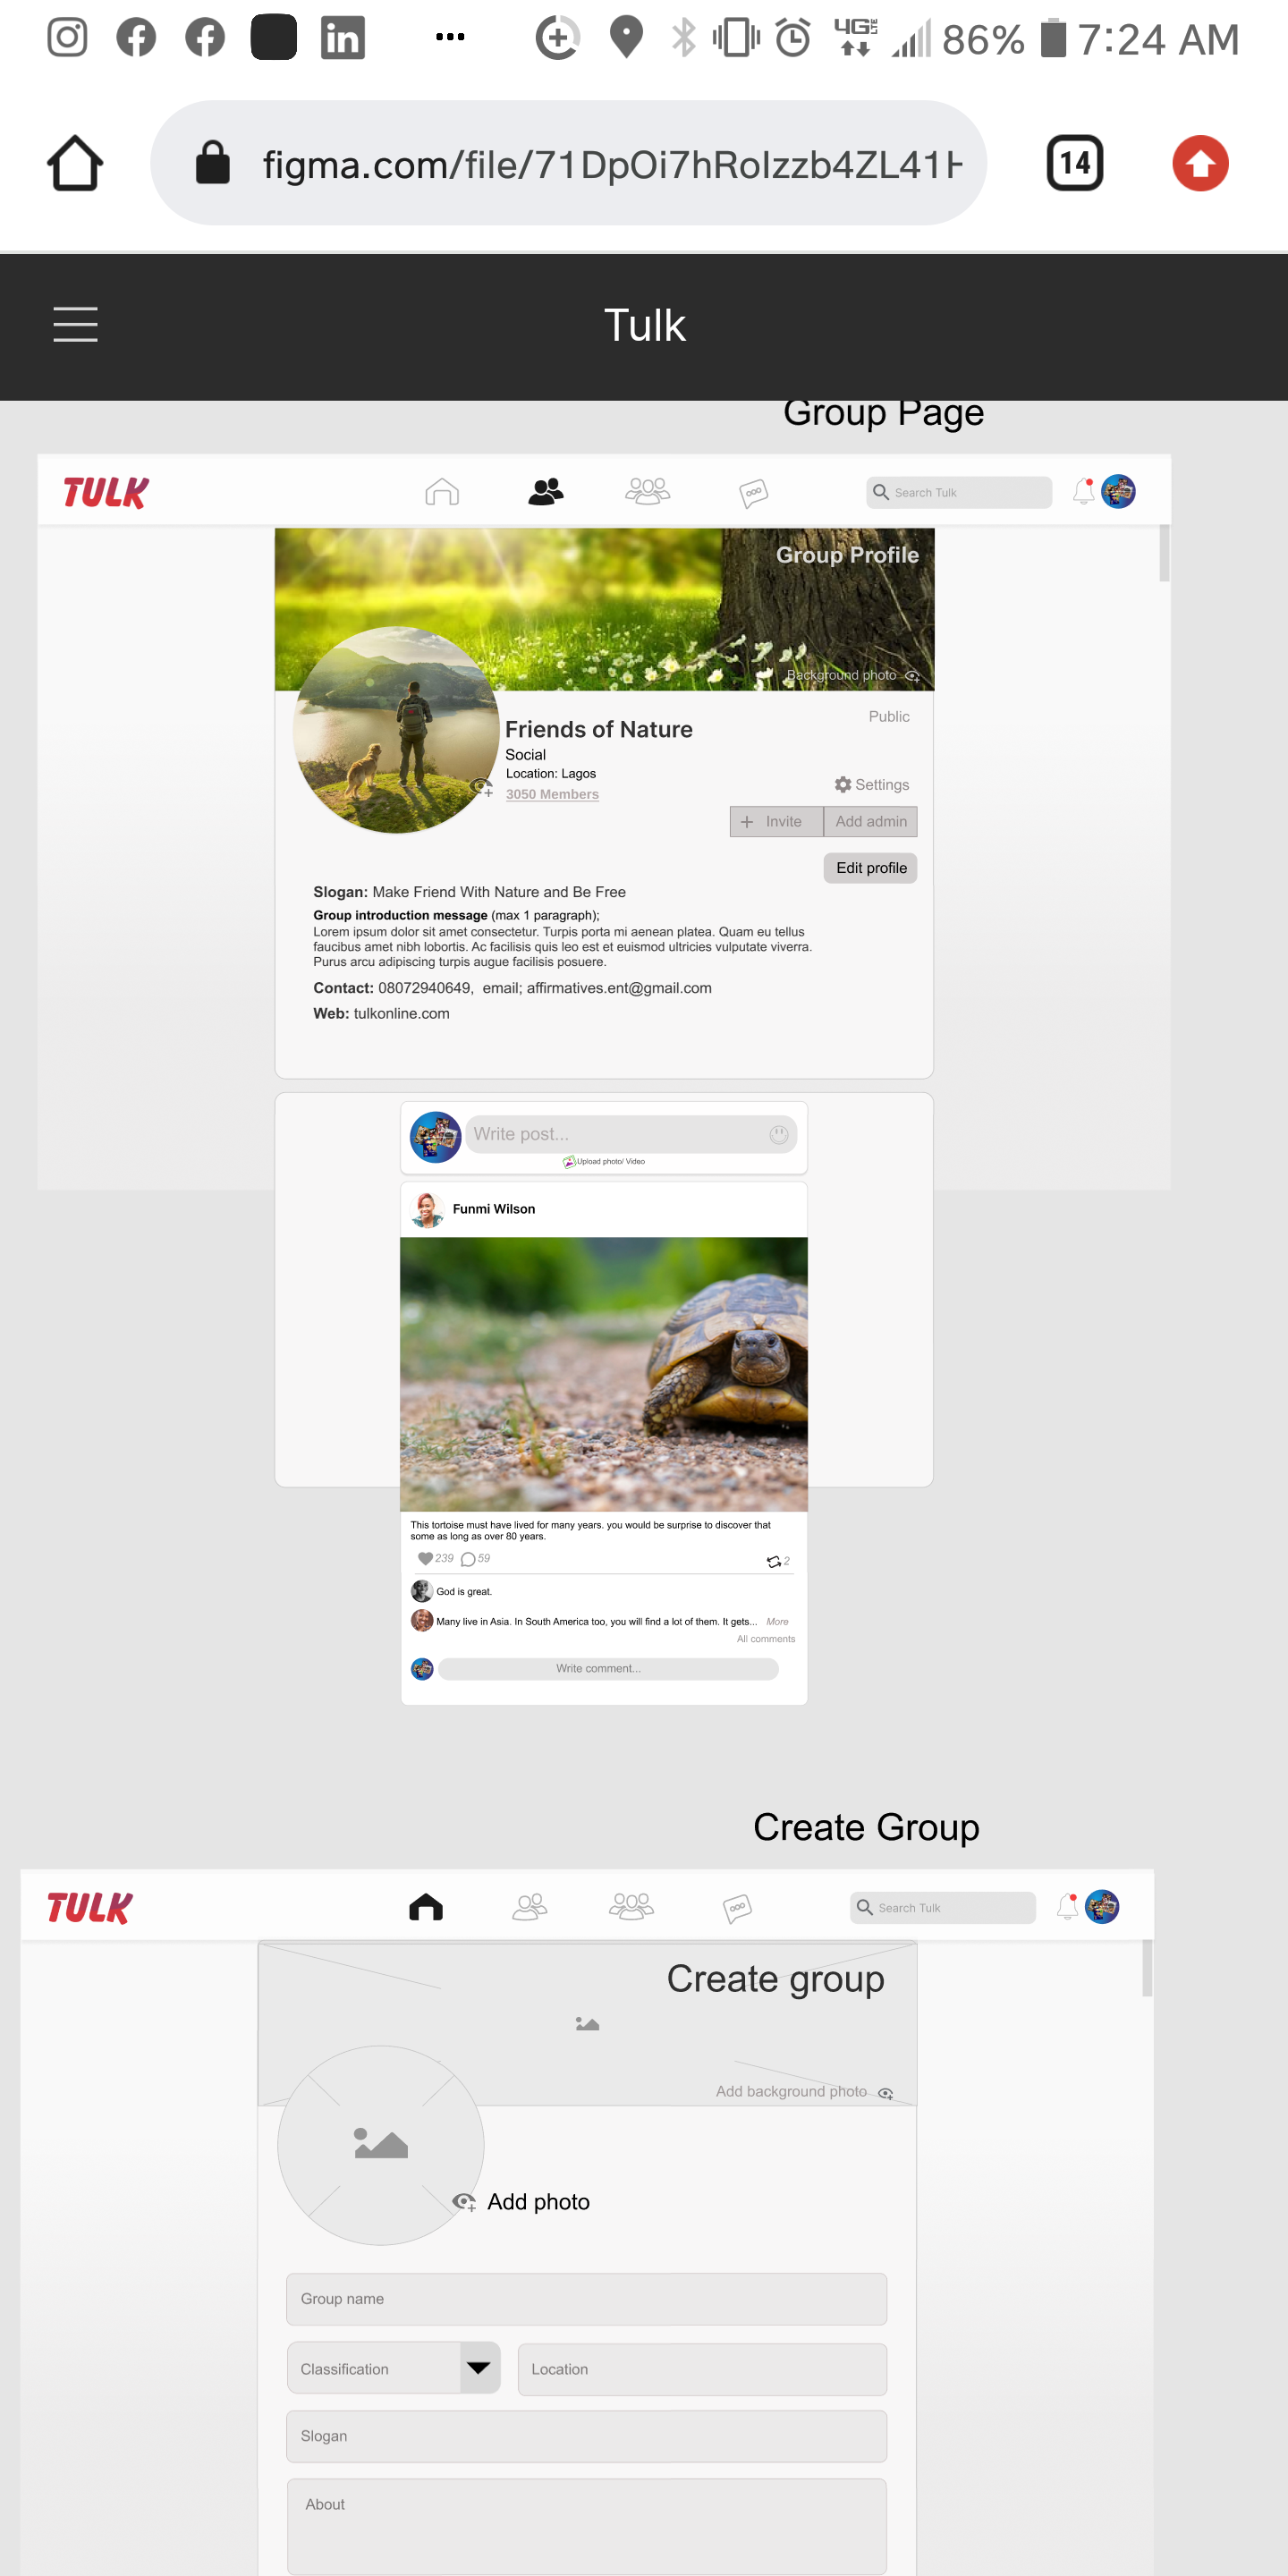 86% 7:24 AM
figma.com/file/71DpOi7hRoIzzb4ZL41H
14
Tulk
Group Page
TULK
Search Tulk
Group Profile
Background photo
Public
Friends of Nature
Social
Location: Lagos
3050 Members
Settings
+ Invite
Add admin
Edit profile
Slogan: Make Friend With Nature and Be Free
Group introduction message (max 1 paragraph);
Lorem ipsum dolor sit amet consectetur. Turpis porta mi aenean platea. Quam eu tellus
faucibus amet nibh lobortis. Ac facilisis quis leo est et euismod ultricies vulputate viverra.
Purus arcu adipiscing turpis augue facilisis posuere.
Contact: 08072940649, email; affirmatives.ent@gmail.com
Web: tulkonline.com
Write post...
Upload photo/ Video
Funmi Wilson
This tortoise must have lived for many years. you would be surprise to discover that
some as long as over 80 years.
239 59 2
God is great.
Many live in Asia. In South America too, you will find a lot of them. It gets... More
All comments
Write comment...
Create Group
TULK
Search Tulk
Create group
Add background photo
Add photo
Group name
Classification
Location
Slogan
About